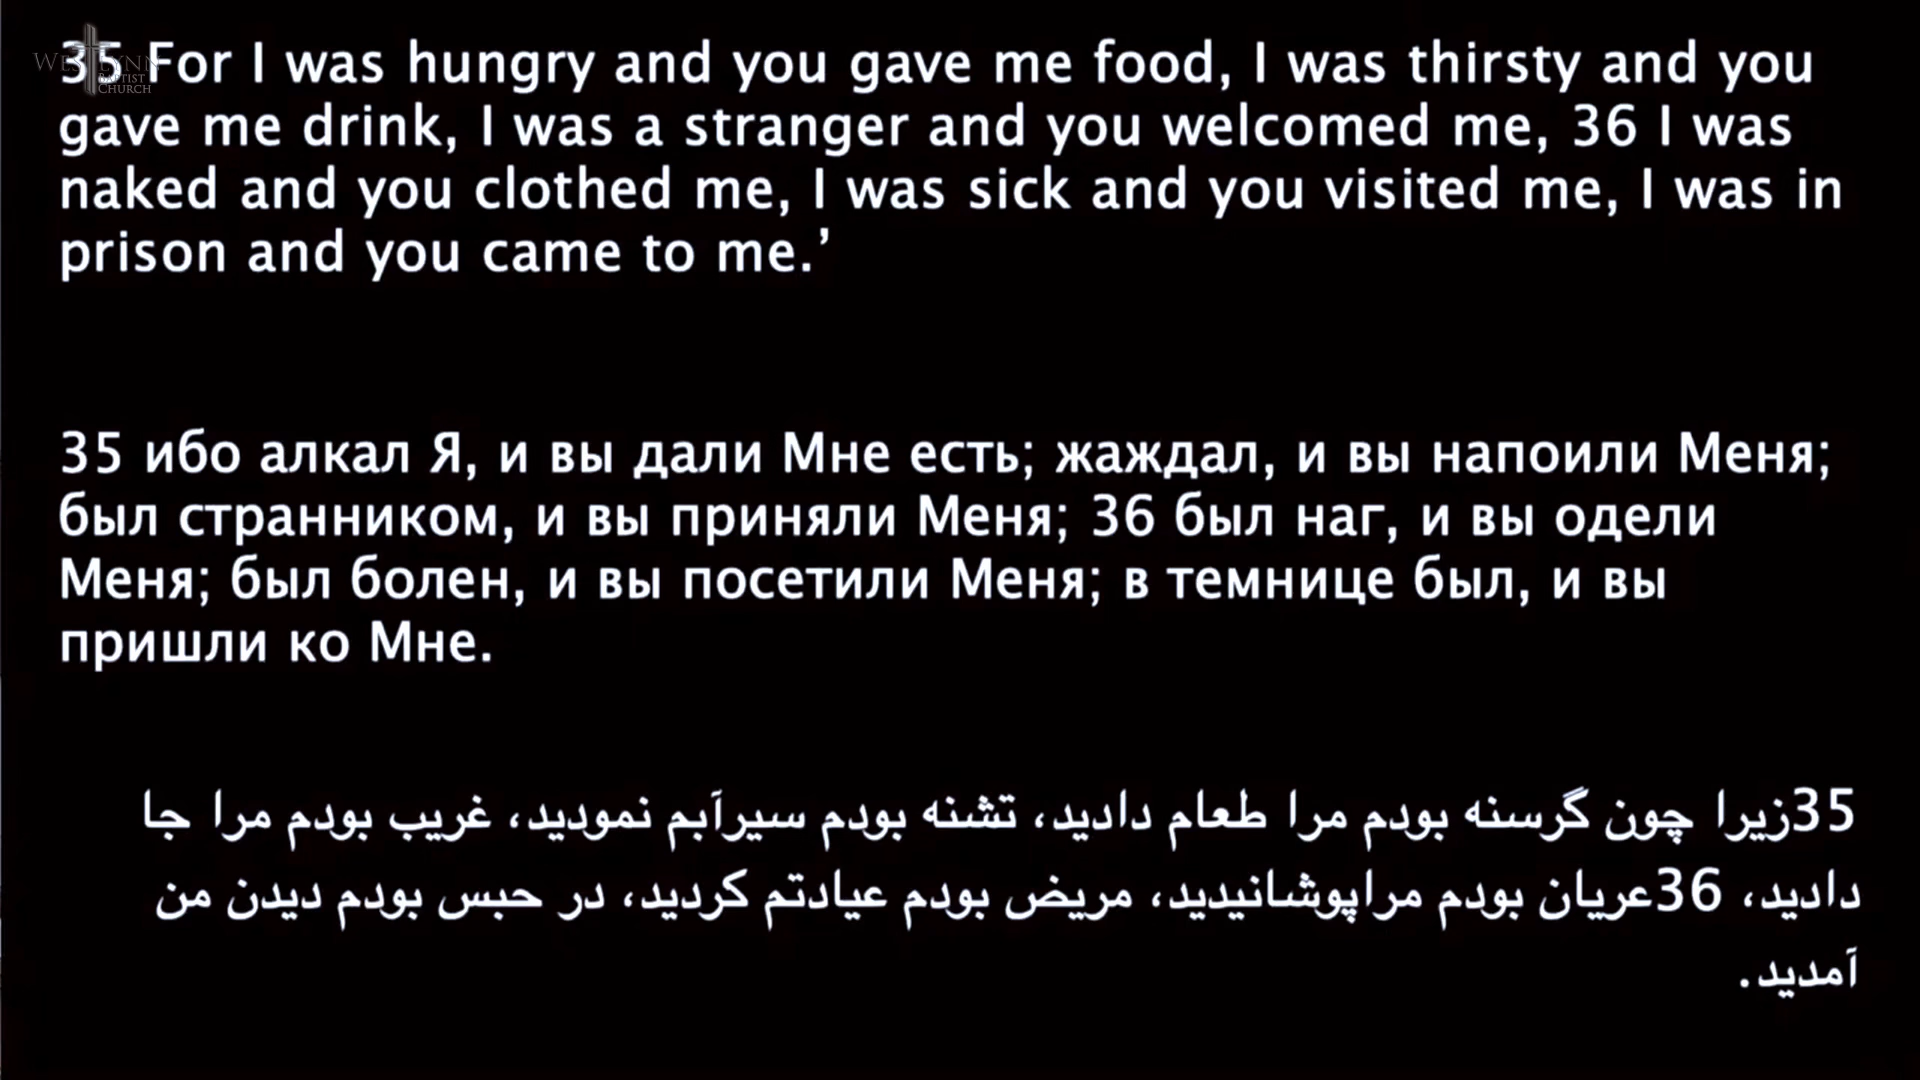 WESTLYNN
BAPTIST
CHURCH
35 For I was hungry and you gave me food, I was thirsty and you
gave me drink, I was a stranger and you welcomed me, 36 I was
naked and you clothed me, I was sick and you visited me, I was in
prison and you came to me.’
35 ибо алкал Я, и вы дали Мне есть; жаждал, и вы напоили Меня;
был странником, и вы приняли Меня; 36 был наг, и вы одели
Меня; был болен, и вы посетили Меня; в темнице был, и вы
пришли ко Мне.
35زیرا چون گرسنه بودم مرا طعام دادید، تشنه بودم سیرآبم نمودید، غریب بودم مرا جا
دادید، 36عریان بودم مراپوشانیدید، مریض بودم عیادتم کردید، در حبس بودم دیدن من
آمدید.